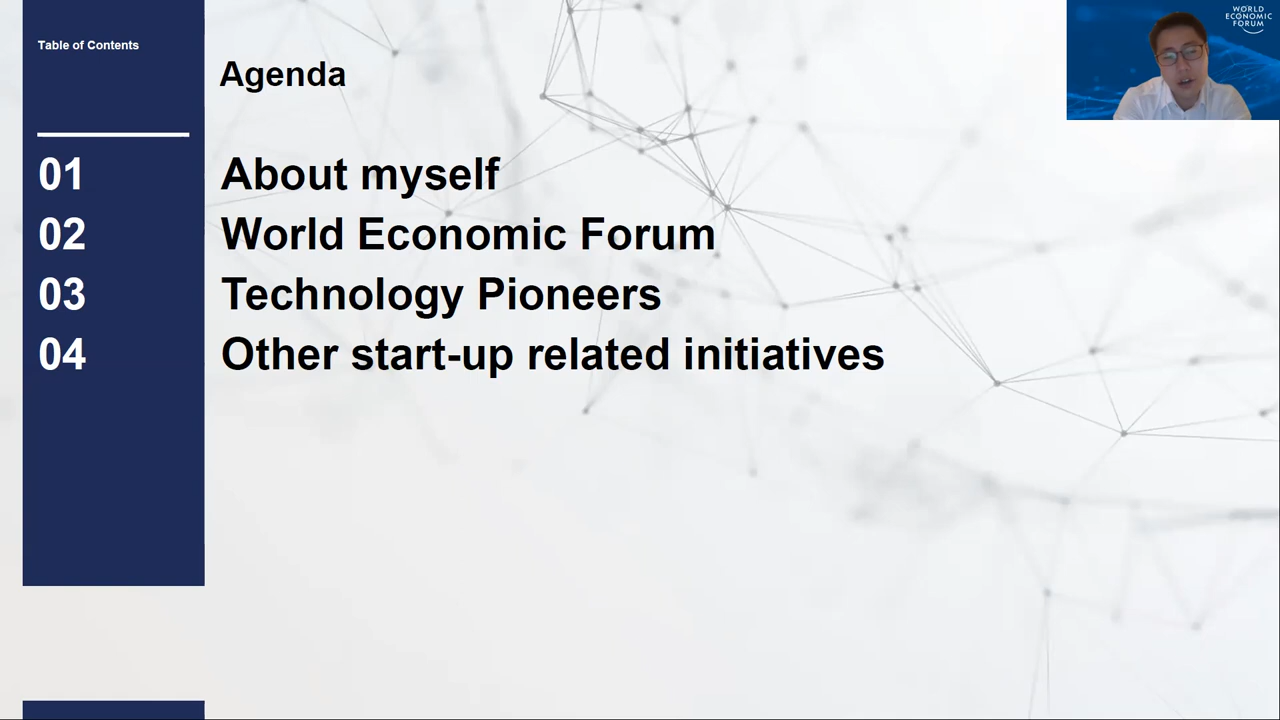 Table of Contents
Agenda
01 About myself
02 World Economic Forum
03 Technology Pioneers
04 Other start-up related initiatives
WORLD
ECONOMIC
FORUM